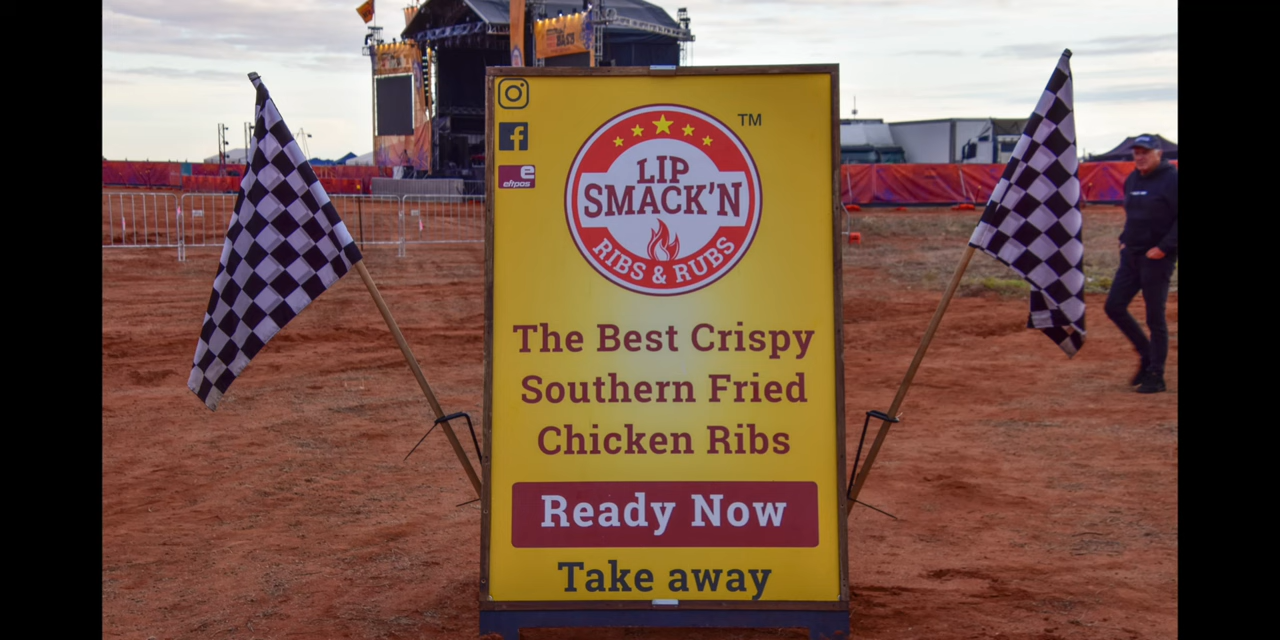 eftpos
TM
LIP
SMACK'N
RIBS & RUBS
The Best Crispy
Southern Fried
Chicken Ribs
Ready Now
Take away